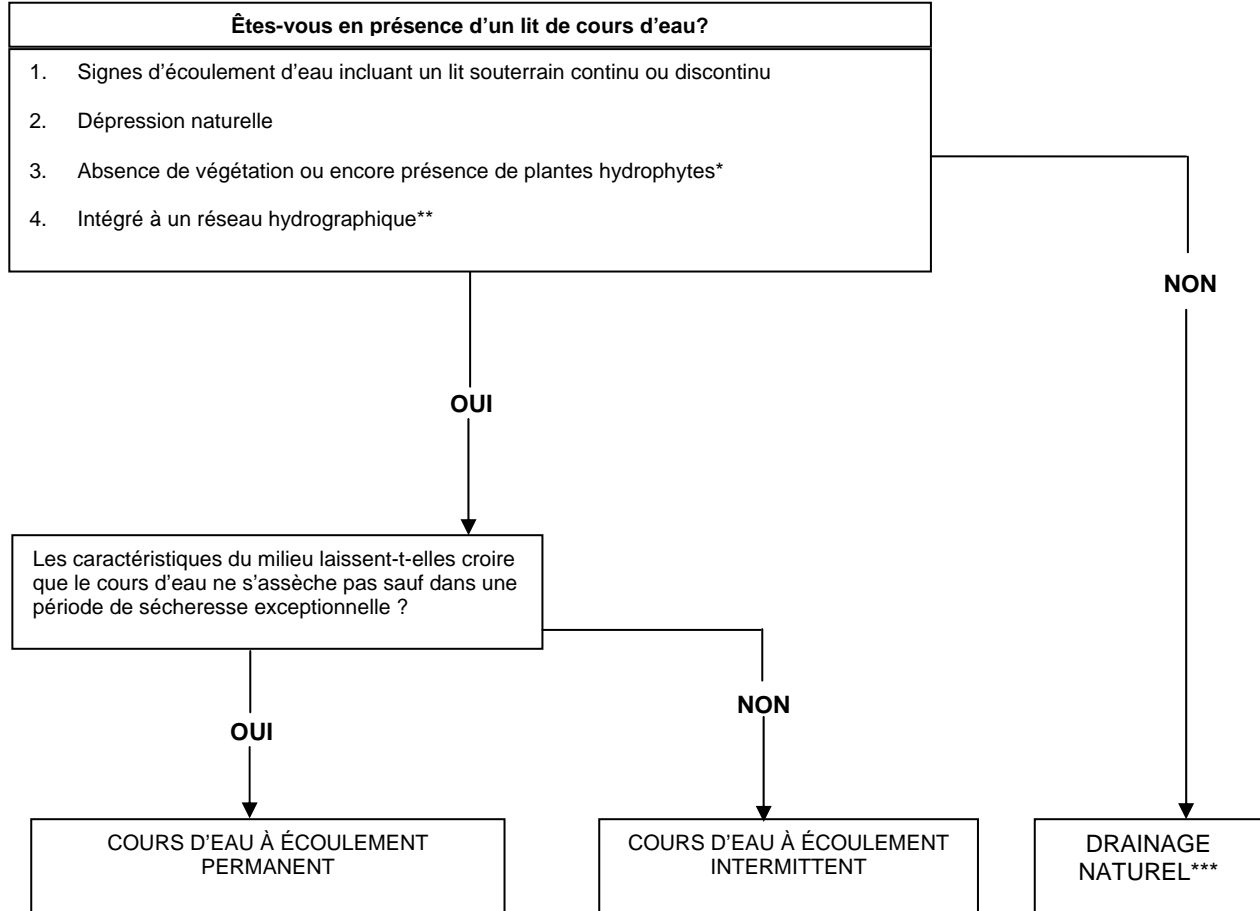 Êtes-vous en présence d'un lit de cours d'eau?
1. Signes d'écoulement d'eau incluant un lit souterrain continu ou discontinu
2. Dépression naturelle
3. Absence de végétation ou encore présence de plantes hydrophytes*
4. Intégré à un réseau hydrographique**
NON
OUI
Les caractéristiques du milieu laissent-t-elles croire
que le cours d'eau ne s'assèche pas sauf dans une
période de sécheresse exceptionnelle ?
NON
OUI
COURS D'EAU À ÉCOULEMENT
PERMANENT
COURS D'EAU À ÉCOULEMENT
INTERMITTENT
DRAINAGE
NATUREL***